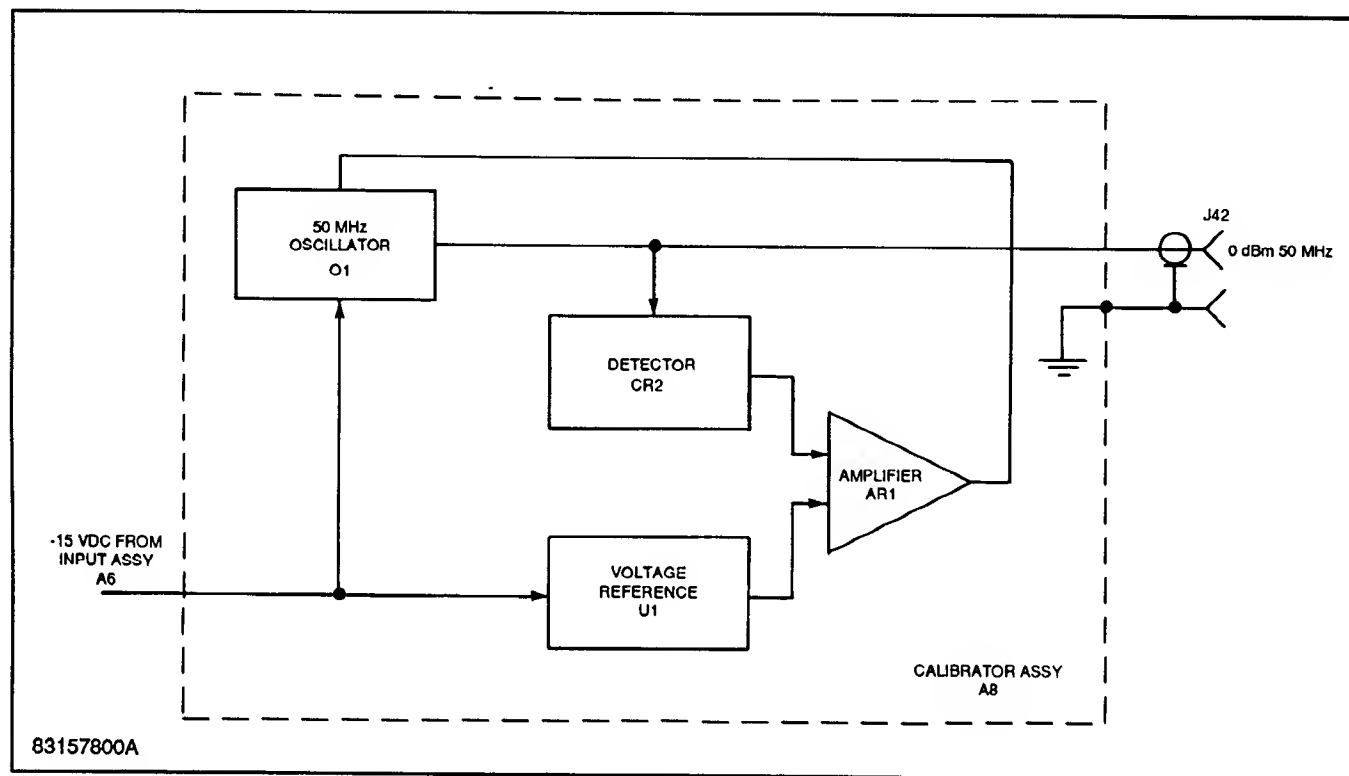 50 MHz
OSCILLATOR
O1
J42
0 dBm 50 MHz
DETECTOR
CR2
AMPLIFIER
AR1
-15 VDC FROM
INPUT ASSY
A6
VOLTAGE
REFERENCE
U1
CALIBRATOR ASSY
A8
83157800A